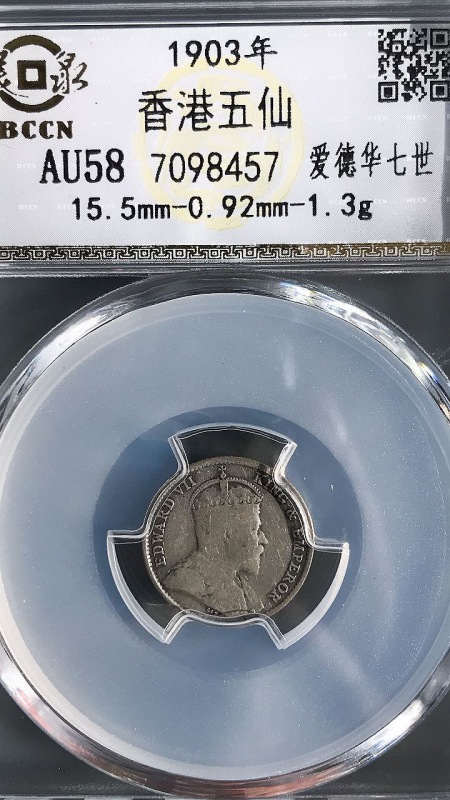 1903年
泉
BCCN
香港五仙
AU58 7098457 爱德华七世
15.5mm-0.92mm-1.3g
EDWARD VII KING & EMPEROR